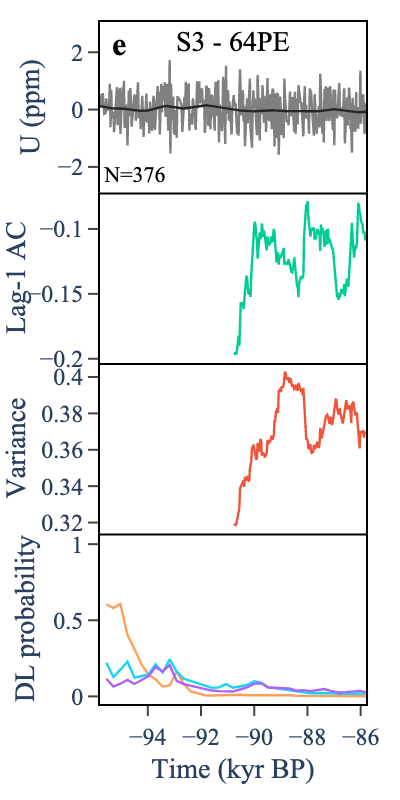 e S3 - 64PE
2
0
−2
U (ppm)
N=376
−0.1
−0.15
−0.2
Lag-1 AC
0.4
0.38
0.36
0.34
0.32
Variance
1
0.5
0
DL probability
−94 −92 −90 −88 −86
Time (kyr BP)